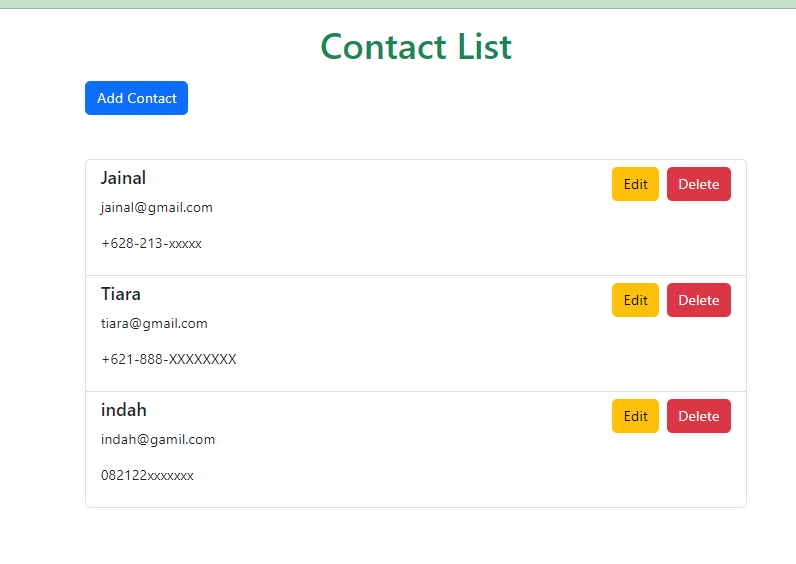 Contact List
Add Contact
Jainal
Edit
Delete
jainal@gmail.com
+628-213-xxxxx
Tiara
Edit
Delete
tiara@gmail.com
+621-888-XXXXXXXX
indah
Edit
Delete
indah@gamil.com
082122xxxxxxx